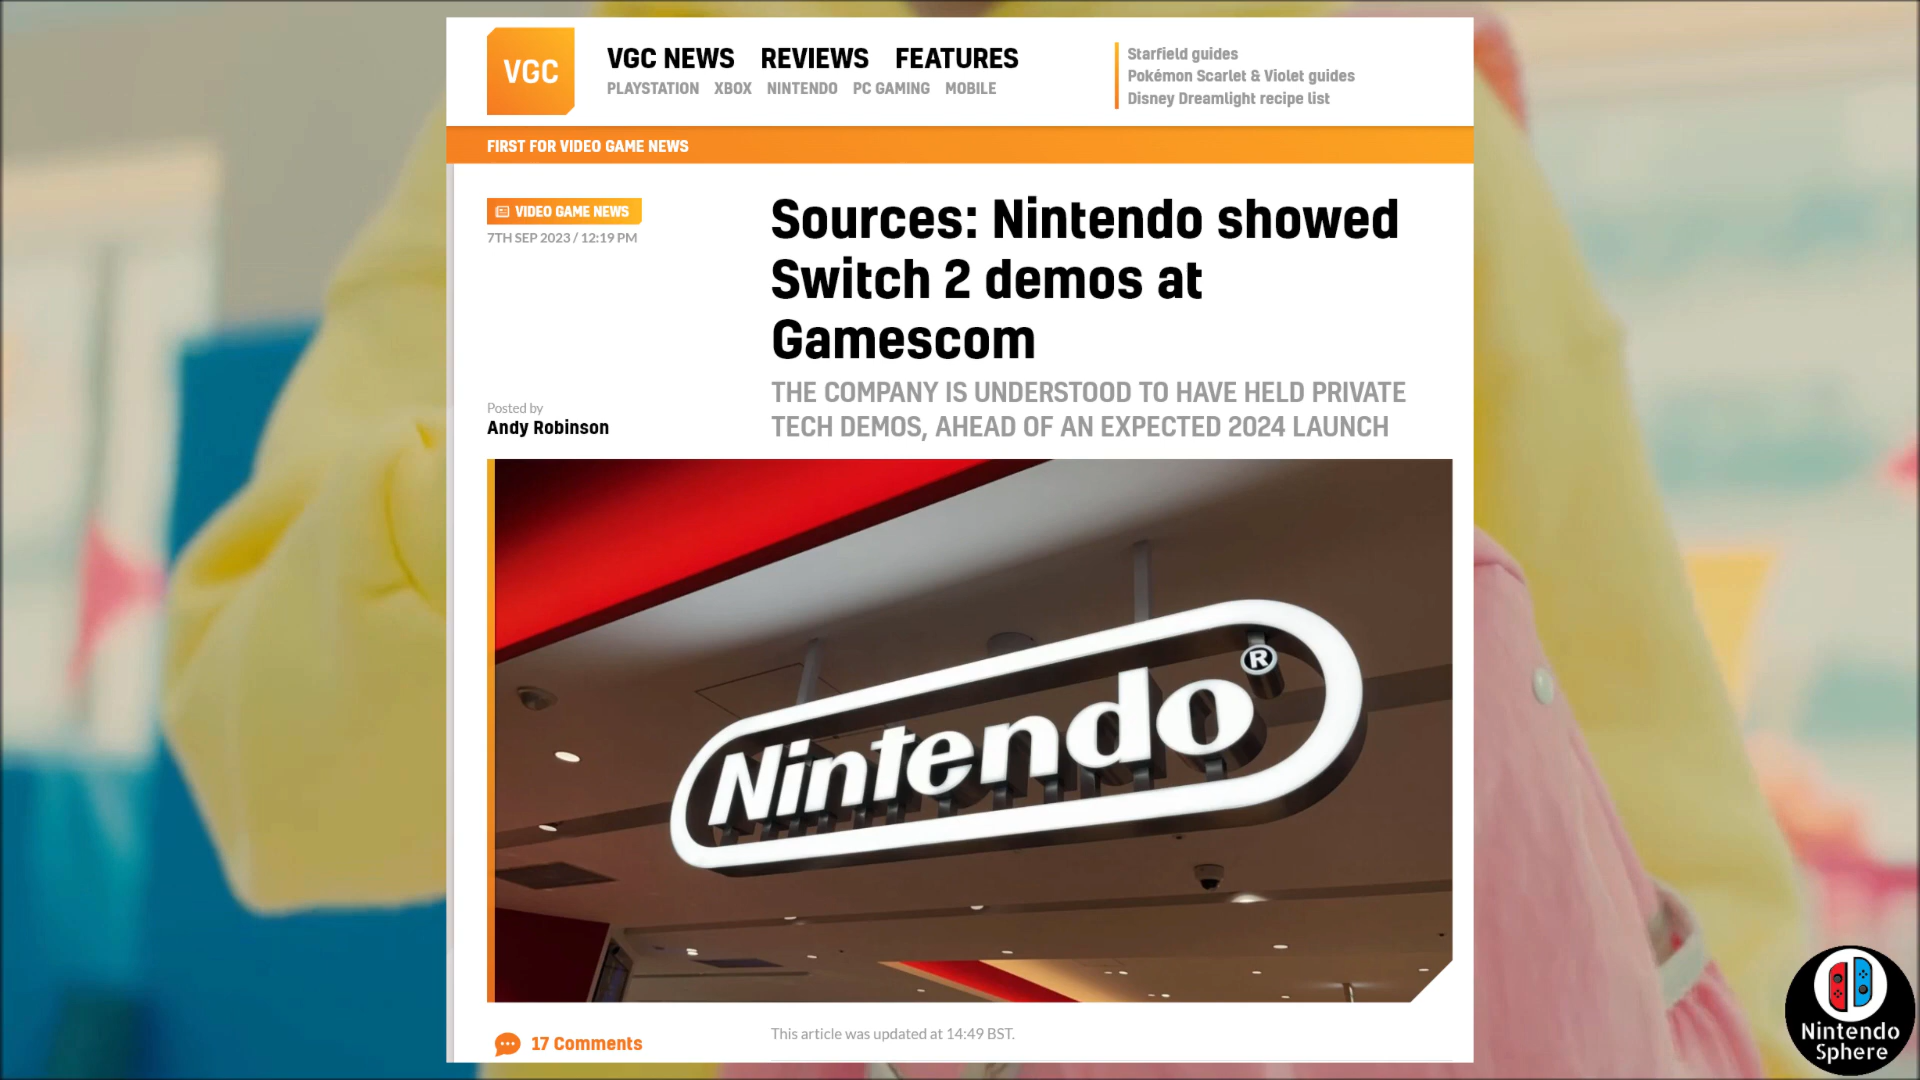 VGC
VGC NEWS REVIEWS FEATURES
PLAYSTATION XBOX NINTENDO PC GAMING MOBILE
Starfield guides
Pokémon Scarlet & Violet guides
Disney Dreamlight recipe list
FIRST FOR VIDEO GAME NEWS
VIDEO GAME NEWS
7TH SEP 2023 / 12:19 PM
Sources: Nintendo showed
Switch 2 demos at
Gamescom
THE COMPANY IS UNDERSTOOD TO HAVE HELD PRIVATE
TECH DEMOS, AHEAD OF AN EXPECTED 2024 LAUNCH
Posted by
Andy Robinson
Nintendo®
17 Comments
This article was updated at 14:49 BST.
Nintendo
Sphere